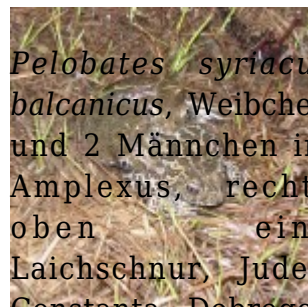 Pelobates syriacu
balcanicus, Weibche
und 2 Männchen i
Amplexus, recht
oben ein
Laichschnur, Jude